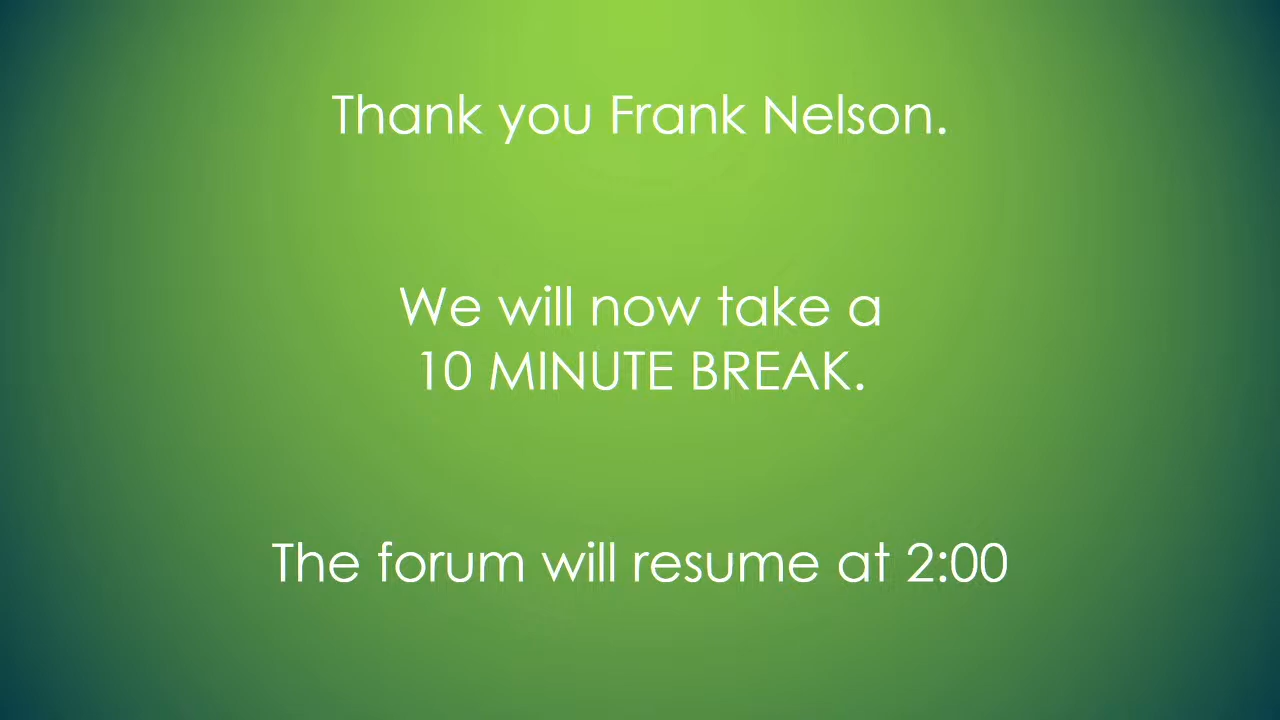 Thank you Frank Nelson.
We will now take a
10 MINUTE BREAK.
The forum will resume at 2:00